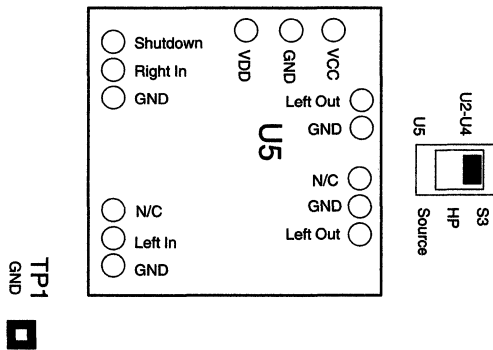 Shutdown
Right In
GND
VDD
GND
VCC
Left Out
GND
U5
N/C
GND
Left Out
N/C
Left In
GND
U5
U2-U4
Source
HP
S3
TP1
GND